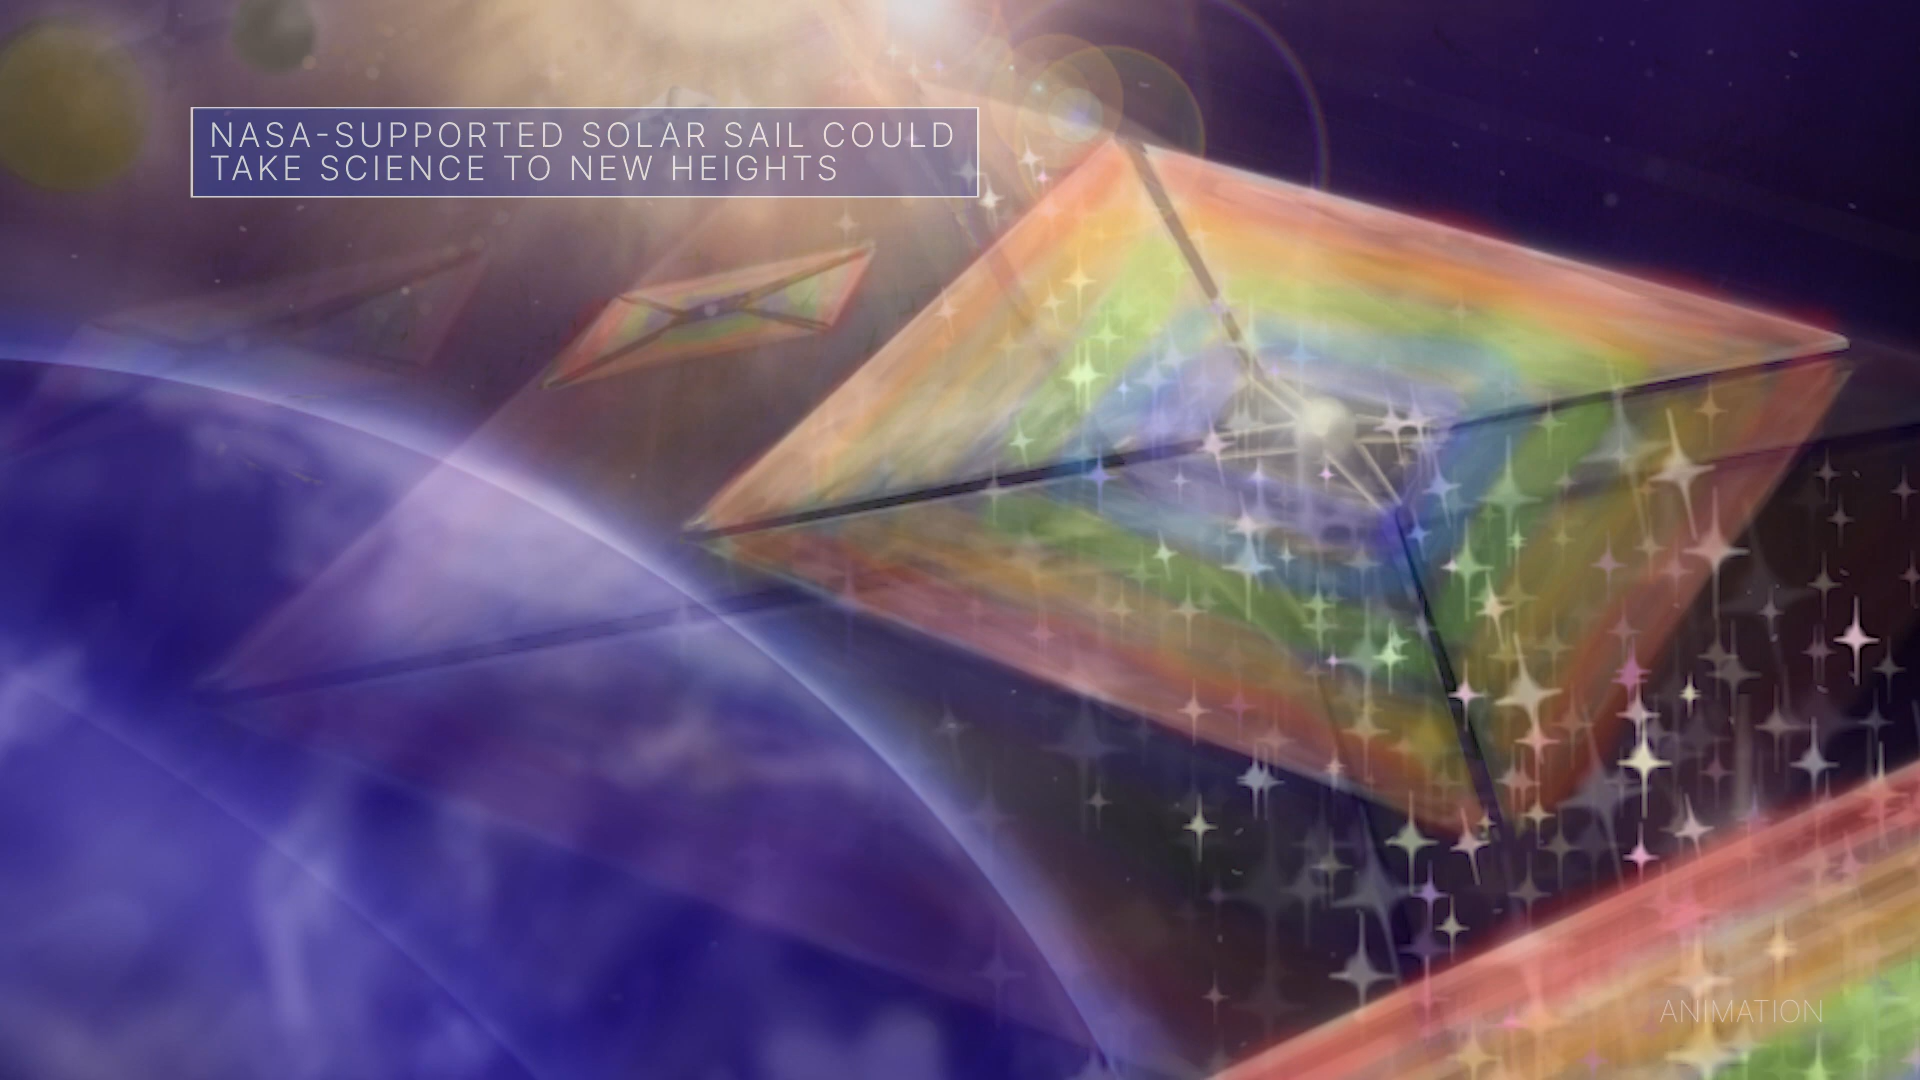 NASA-SUPPORTED SOLAR SAIL COULD
TAKE SCIENCE TO NEW HEIGHTS
ANIMATION